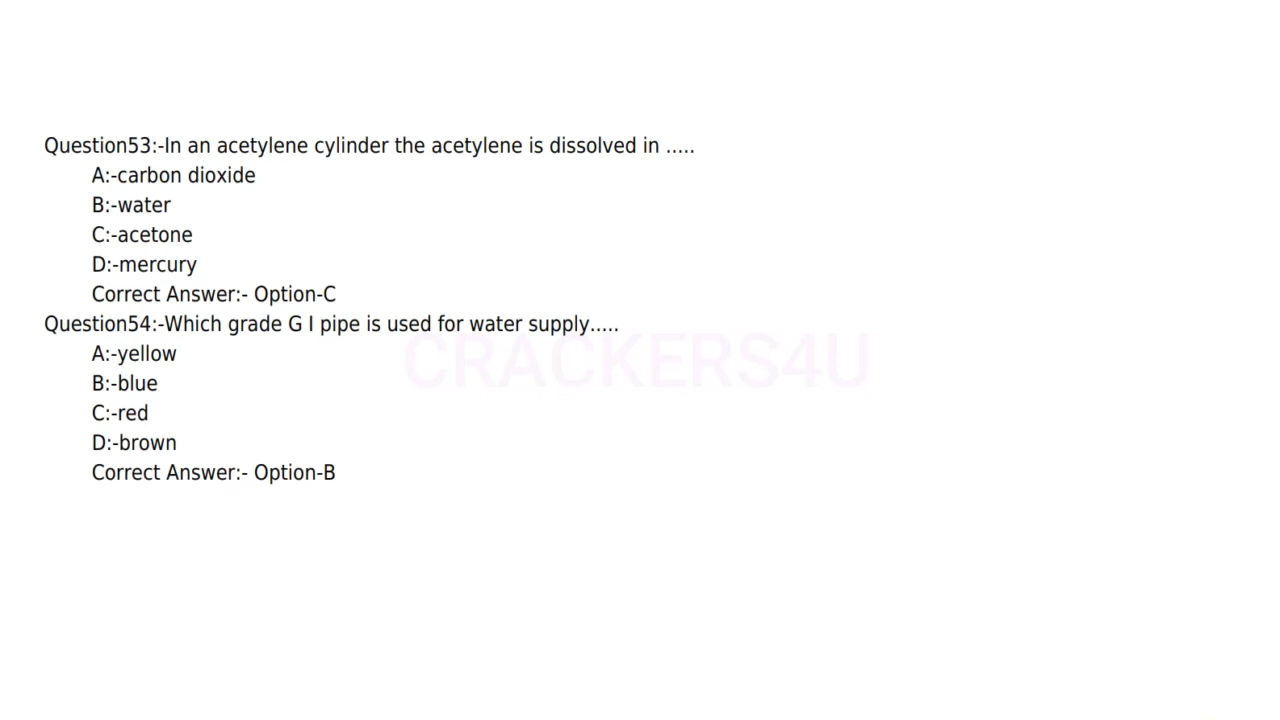 Question53:-In an acetylene cylinder the acetylene is dissolved in .....
A:-carbon dioxide
B:-water
C:-acetone
D:-mercury
Correct Answer:- Option-C
Question54:-Which grade G I pipe is used for water supply.....
A:-yellow
B:-blue
C:-red
D:-brown
Correct Answer:- Option-B
CRACKERS4U